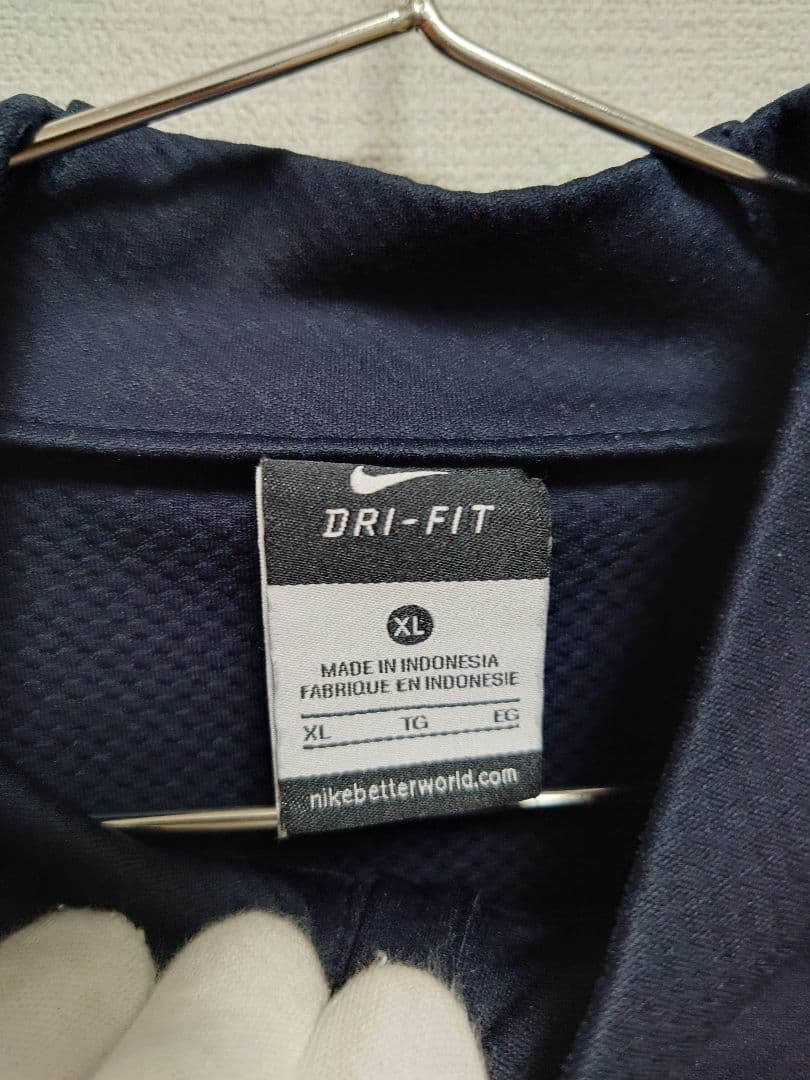 DRI-FIT
XL
MADE IN INDONESIA
FABRIQUE EN INDONESIE
XL TG EG
nikebetterworld.com